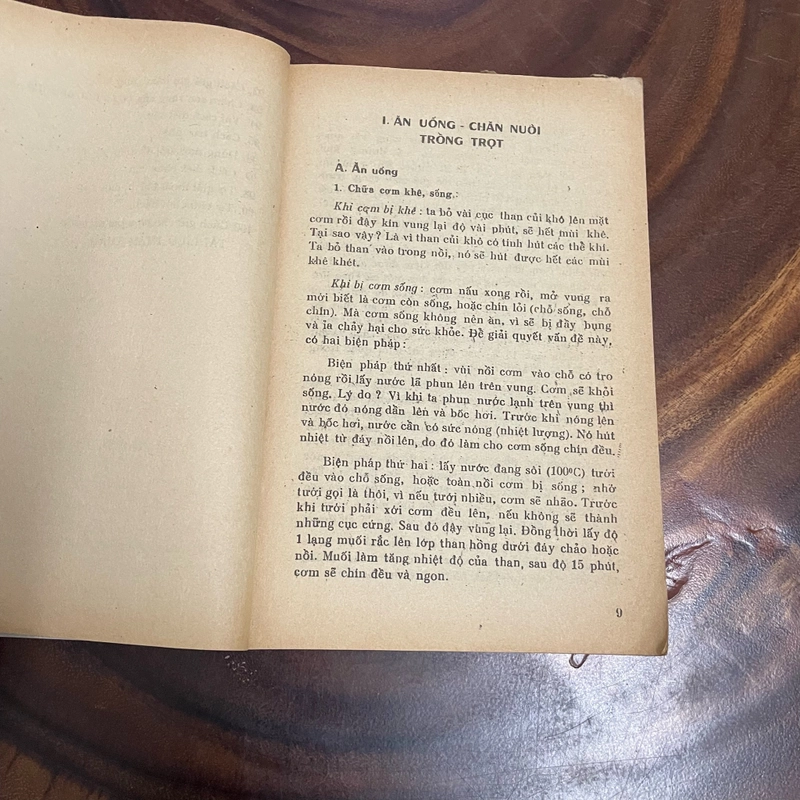 I. ĂN UỐNG - CHĂN NUÔI
TRỒNG TRỌT
A. Ăn uống
1. Chữa cơm khê, sống.:
Khi cơm bị khê : ta bỏ vài cục than củi khô lên mặt
cơm rồi đậy kín vung lại độ vài phút, sẽ hết mùi khê.
Tại sao vậy ? Là vì than củi khô có tính hút các thể khí.
Ta bỏ than vào trong nồi, nó sẽ hút được hết các mùi
khê khét.
Khi bị cơm sống : cơm nấu xong rồi, mở vung ra
mới biết là cơm còn sống, hoặc chín lỏi (chỗ sống, chỗ
chín). Mà cơm sống không nên ăn, vì sẽ bị đầy bụng
và ỉa chảy hại cho sức khỏe. Đề giải quyết vấn đề này,
có hai biện pháp :
Biện pháp thứ nhất : vùi nồi cơm vào chỗ có tro
nóng rồi lấy nước lã phun lên trên vung. Cơm sẽ khỏi
sống. Lý do ? Vì khi ta phun nước lạnh trên vung thì
nước đó nóng dần lên và bốc hơi. Trước khi nóng lên
và bốc hơi, nước cần có sức nóng (nhiệt lượng). Nó hút
nhiệt từ đáy nồi lên, do đó làm cho cơm sống chín đều.
Biện pháp thứ hai : lấy nước đang sôi (100ºC) tưới
đều vào chỗ sống, hoặc toàn nồi cơm bị sống ; nhớ
tưới gọi là thôi, vì nếu tưới nhiều, cơm sẽ nhão. Trước
khi tưới phải xới cơm đều lên, nếu không sẽ thành
những cục cứng. Sau đó đậy vung lại. Đồng thời lấy độ
1 lạng muối rắc lên lớp than hồng dưới đáy chảo hoặc
nồi. Muối làm tăng nhiệt độ của than, sau độ 15 phút,
cơm sẽ chín đều và ngon.
9